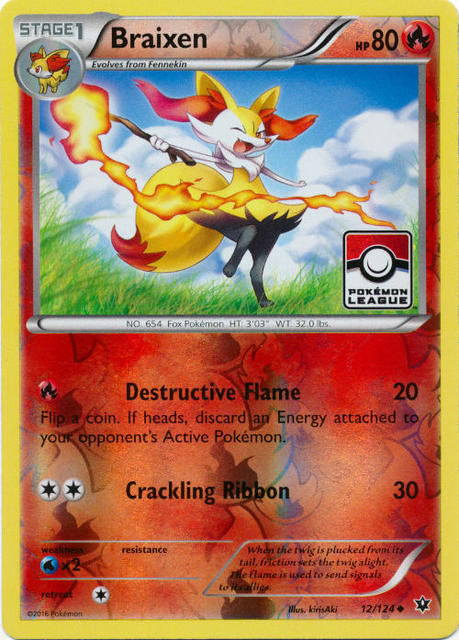 STAGE1
Braixen
HP80
Evolves from Fennekin
POKÉMON
LEAGUE
NO. 654 Fox Pokémon HT: 3'03" WT: 32.0 lbs.
Destructive Flame 20
Flip a coin. If heads, discard an Energy attached to
your opponent's Active Pokémon.
Crackling Ribbon 30
weakness resistance
×2
retreat
When the twig is plucked from its
tail, friction sets the twig alight.
The flame is used to send signals
to its allies.
©2016 Pokémon
Illus. kirisAki 12/124